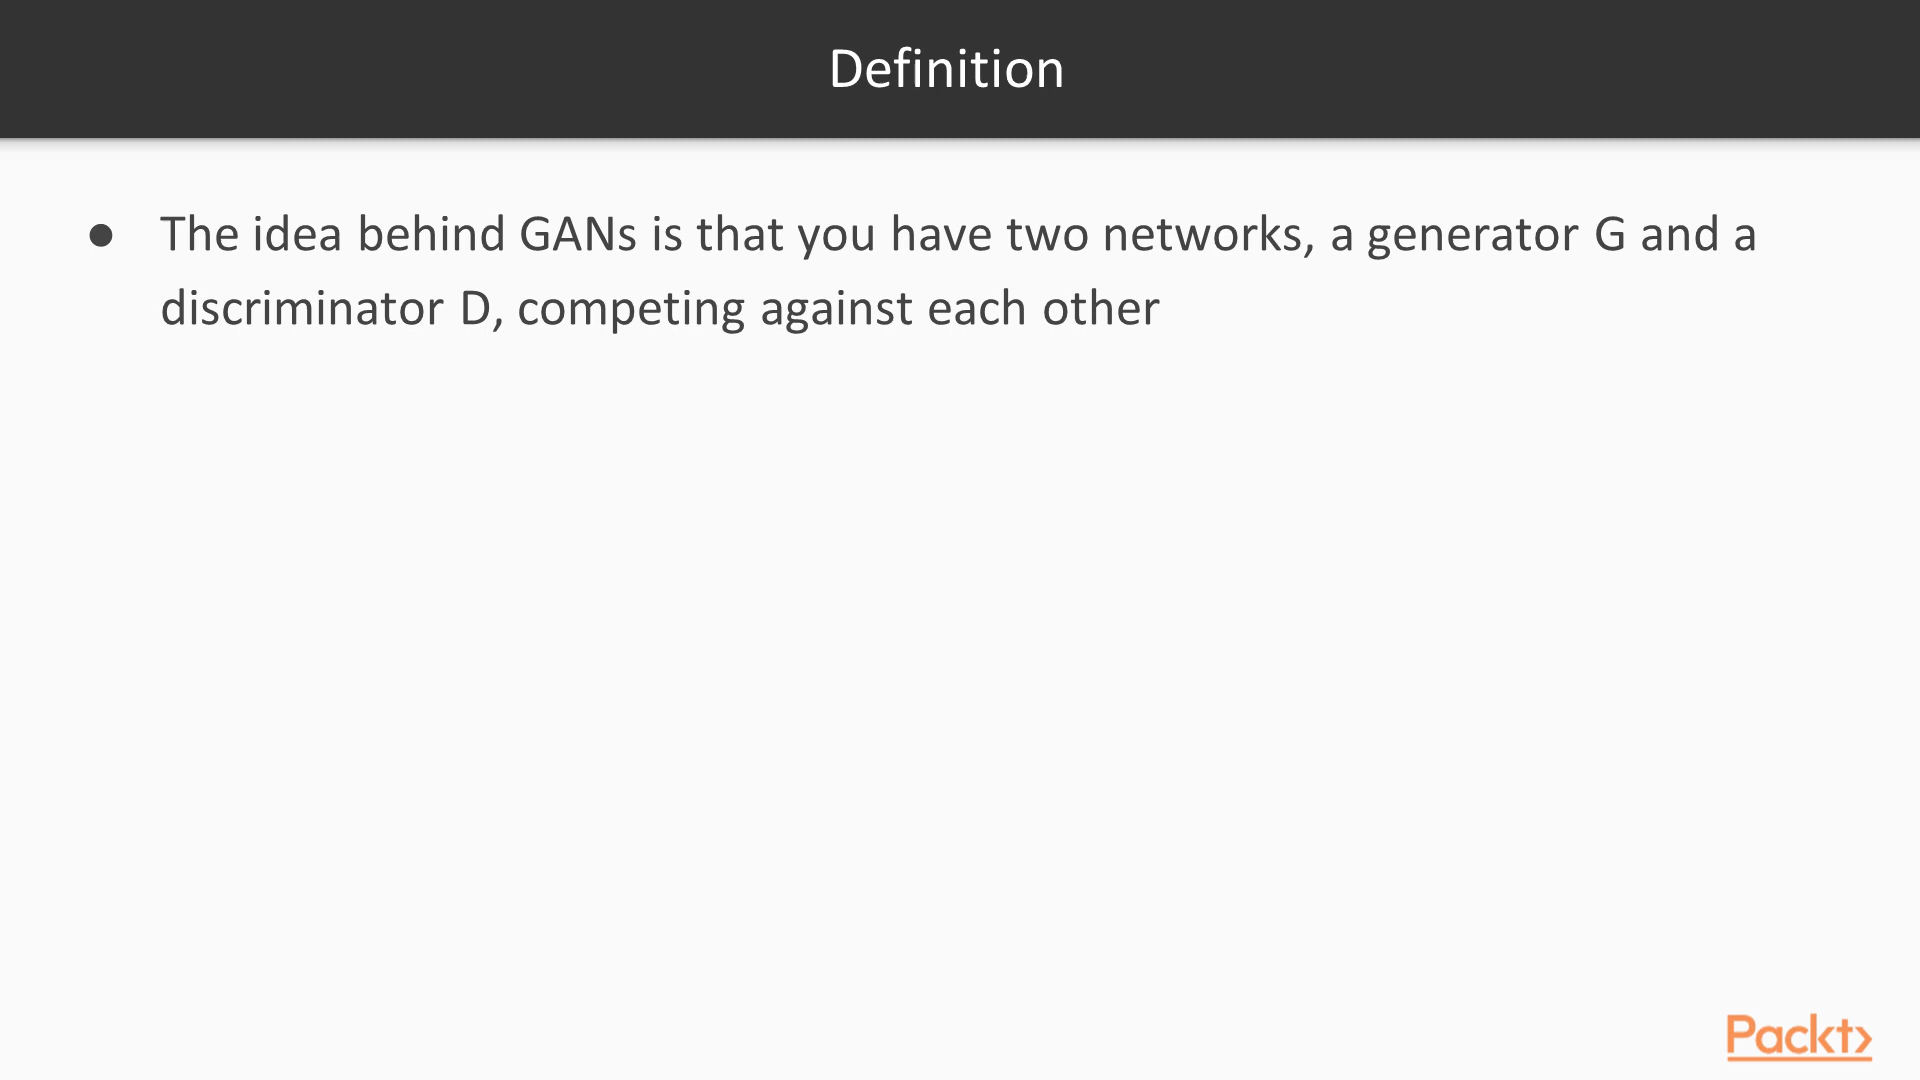 Definition
● The idea behind GANs is that you have two networks, a generator G and a
discriminator D, competing against each other
Packt>